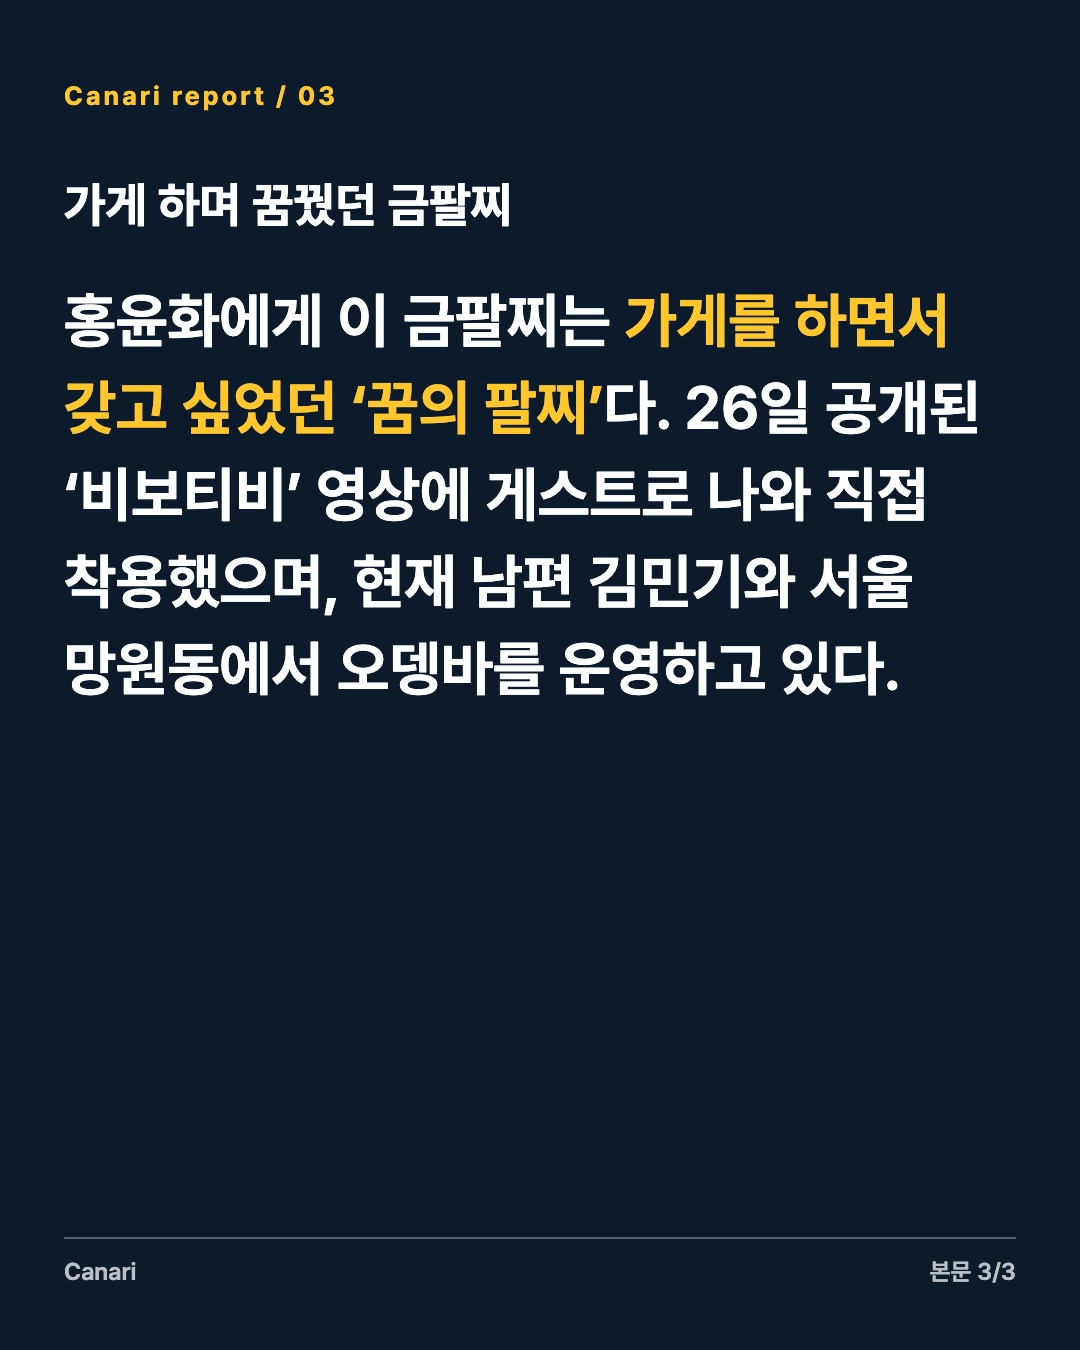 Canari report / 03
가게 하며 꿈꿨던 금팔찌
홍윤화에게 이 금팔찌는 가게를 하면서
갖고 싶었던 ‘꿈의 팔찌’다. 26일 공개된
‘비보티비’ 영상에 게스트로 나와 직접
착용했으며, 현재 남편 김민기와 서울
망원동에서 오뎅바를 운영하고 있다.
Canari
본문 3/3